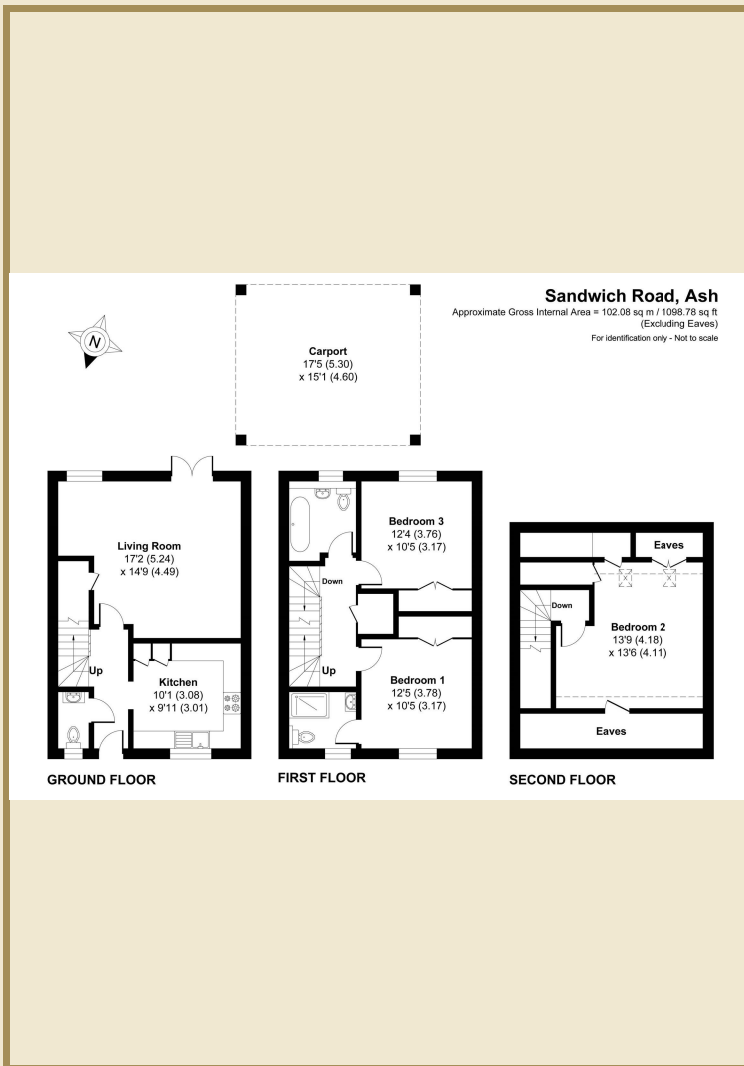 Sandwich Road, Ash
Approximate Gross Internal Area = 102.08 sq m / 1098.78 sq ft
(Excluding Eaves)
For identification only - Not to scale
N
Carport
17'5 (5.30)
x 15'1 (4.60)
Living Room
17'2 (5.24)
x 14'9 (4.49)
Up
Kitchen
10'1 (3.08)
x 9'11 (3.01)
GROUND FLOOR
Bedroom 3
12'4 (3.76)
x 10'5 (3.17)
Down
Up
Bedroom 1
12'5 (3.78)
x 10'5 (3.17)
FIRST FLOOR
Eaves
Down
Bedroom 2
13'9 (4.18)
x 13'6 (4.11)
Eaves
SECOND FLOOR